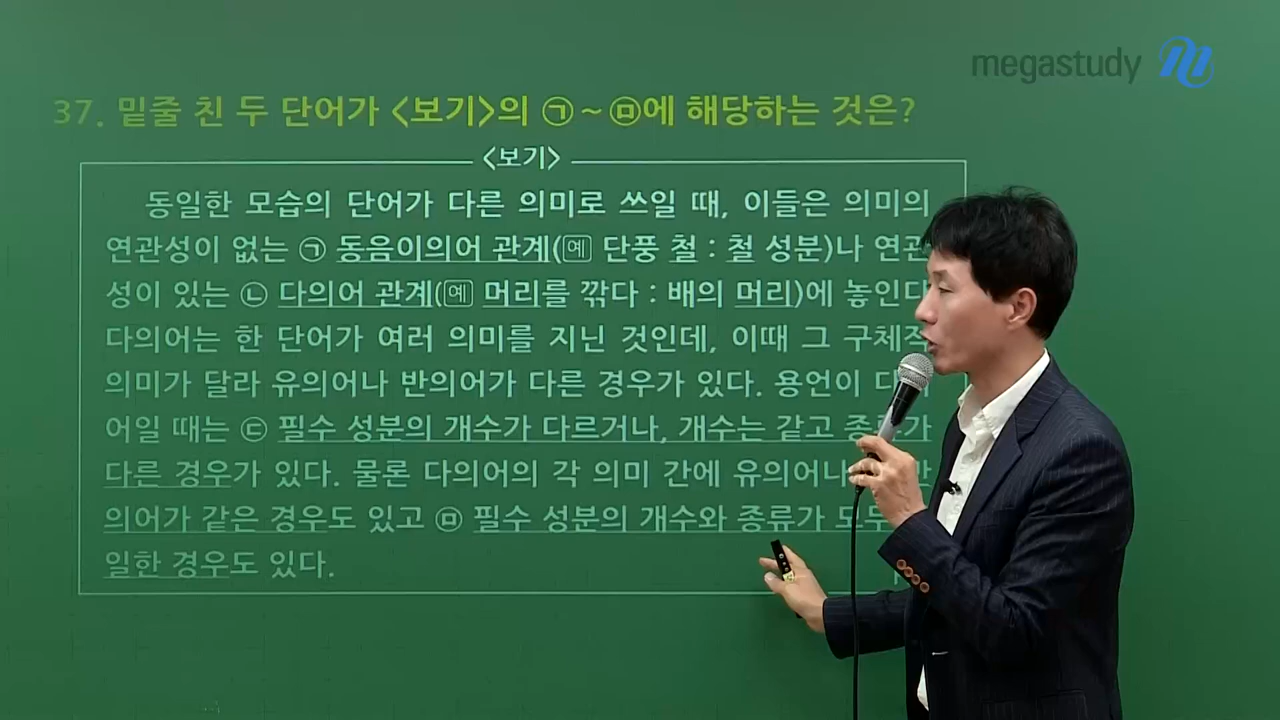 megastudy
37. 밑줄 친 두 단어가 <보기>의 ㉠~㉤에 해당하는 것은?
<보기>
동일한 모습의 단어가 다른 의미로 쓰일 때, 이들은 의미의
연관성이 없는 ㉠ 동음이의어 관계(예 단풍 철 : 철 성분)나 연관
성이 있는 ㉡ 다의어 관계(예 머리를 깎다 : 배의 머리)에 놓인다
다의어는 한 단어가 여러 의미를 지닌 것인데, 이때 그 구체적
의미가 달라 유의어나 반의어가 다른 경우가 있다. 용언이
어일 때는 ㉢ 필수 성분의 개수가 다르거나, 개수는 같고 종류가
다른 경우가 있다. 물론 다의어의 각 의미 간에 유의어나
의어가 같은 경우도 있고 ㉤ 필수 성분의 개수와 종류가 모두
일한 경우도 있다.